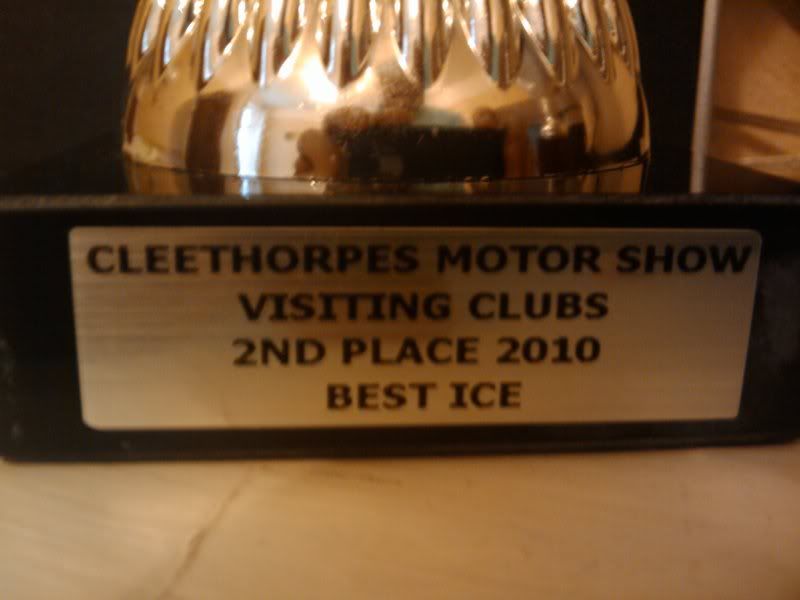 CLEETHORPES MOTOR SHOW
VISITING CLUBS
2ND PLACE 2010
BEST ICE